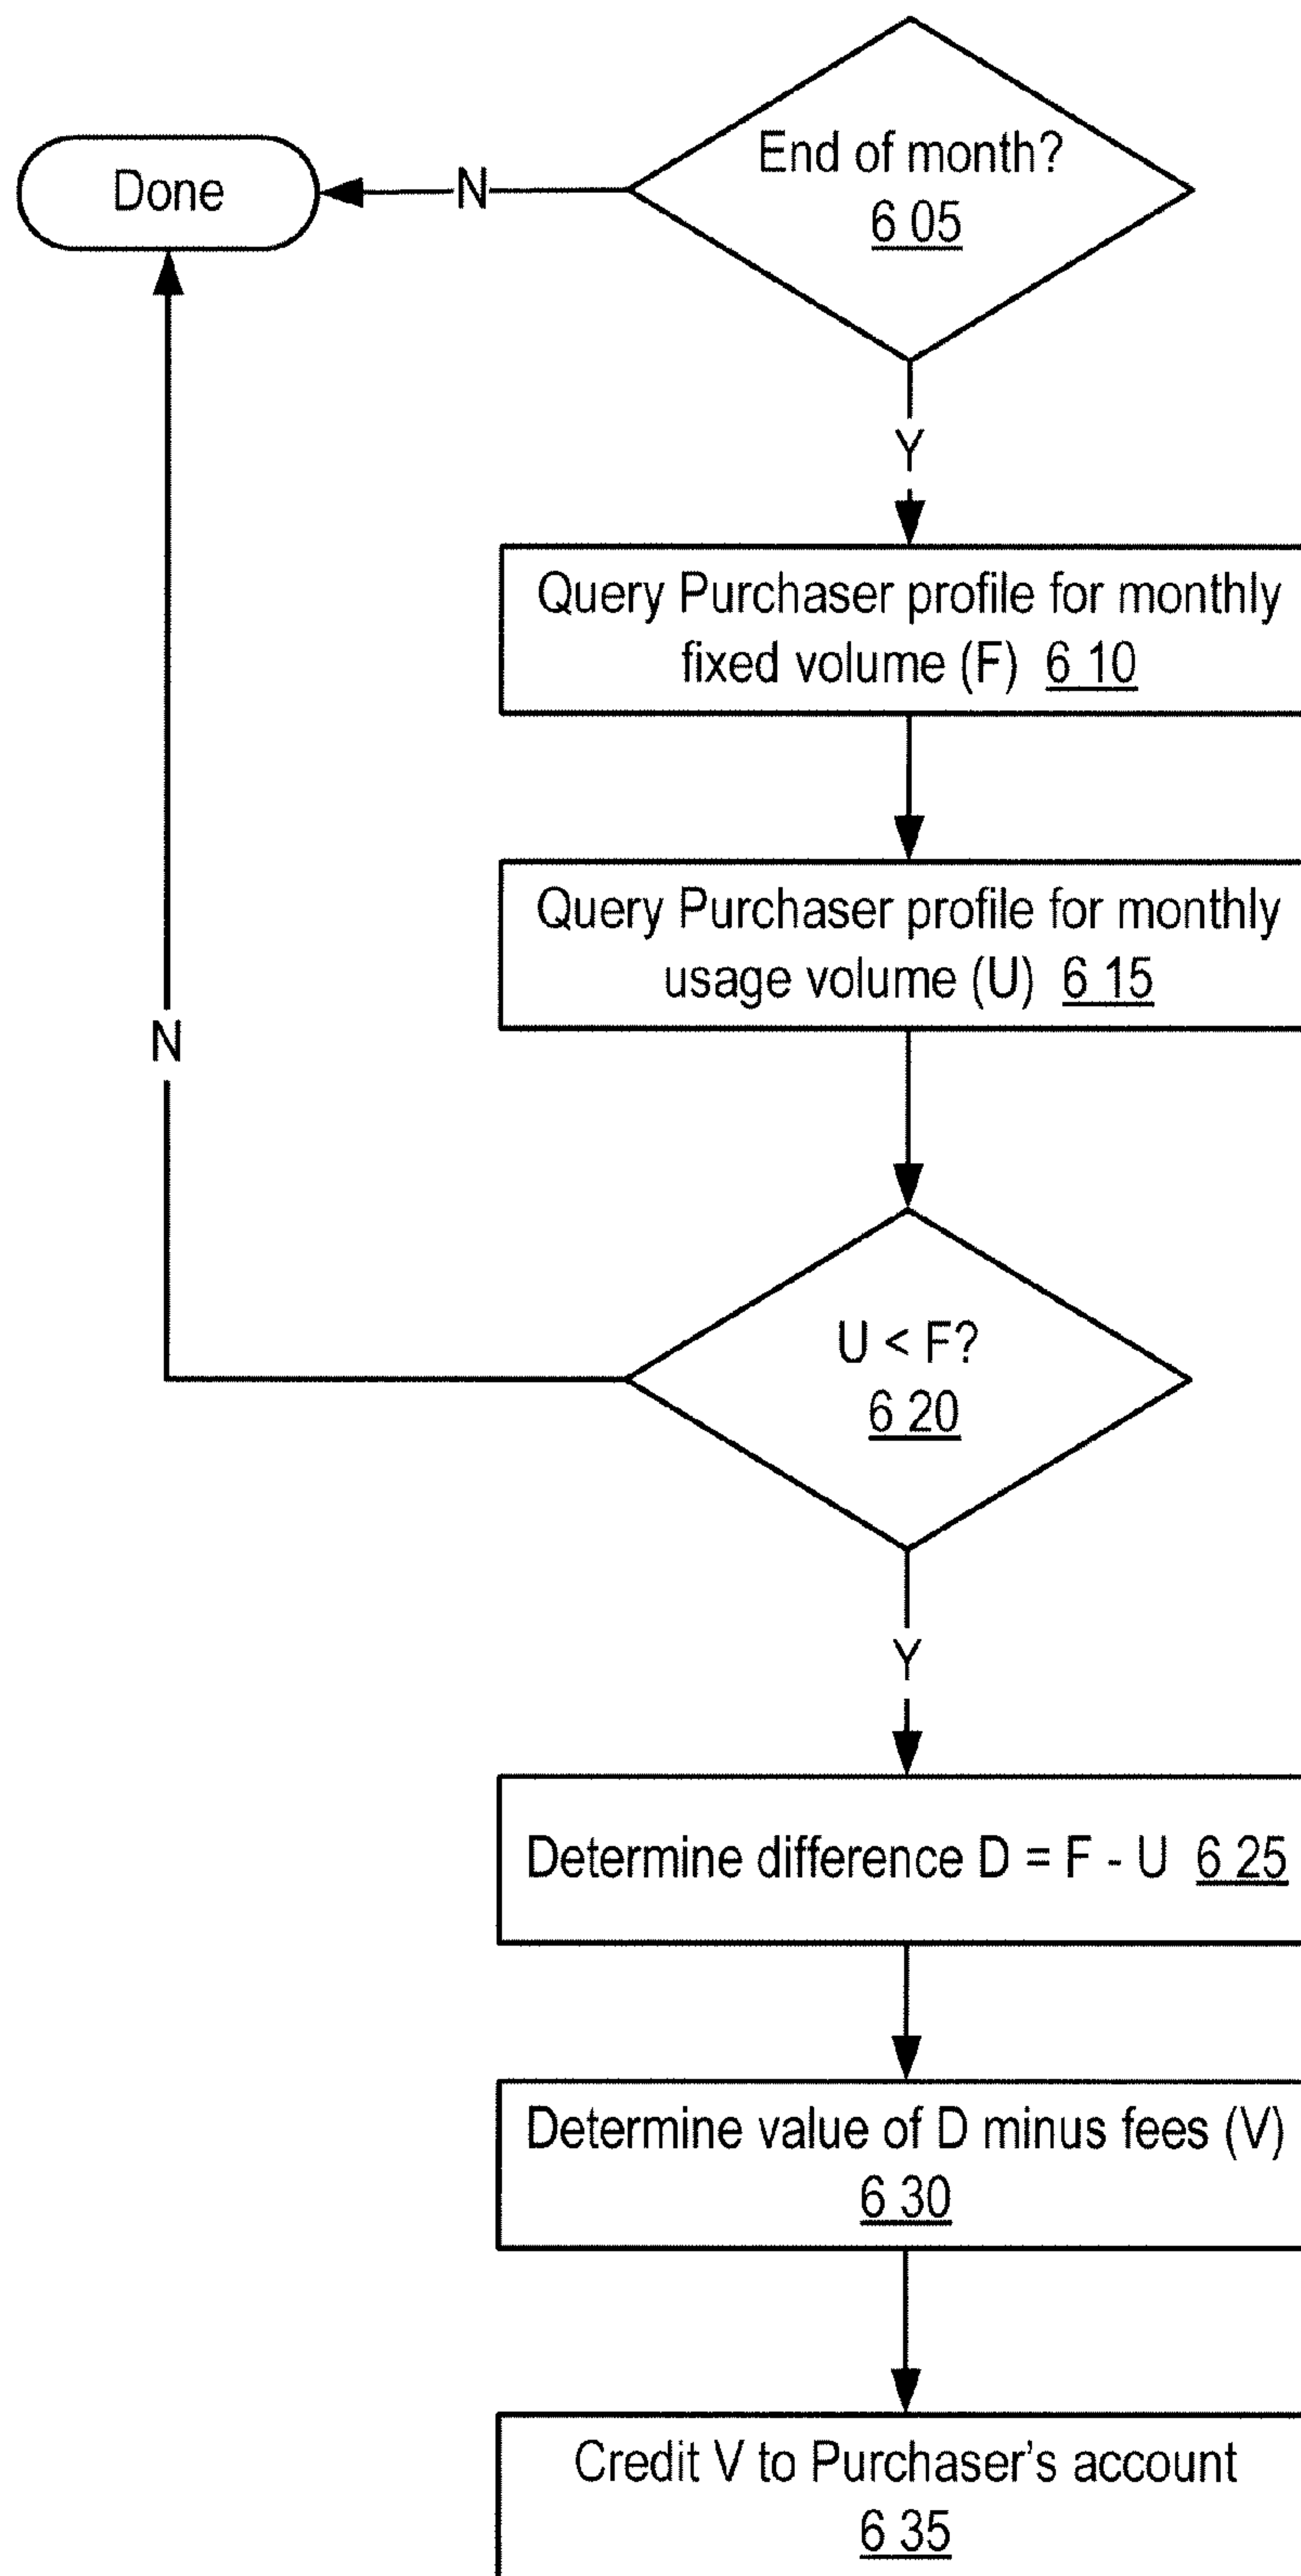 End of month?
6 05
Done
N
Y
Query Purchaser profile for monthly
fixed volume (F) 6 10
Query Purchaser profile for monthly
usage volume (U) 6 15
N
U < F?
6 20
Y
Determine difference D = F - U 6 25
Determine value of D minus fees (V)
6 30
Credit V to Purchaser's account
6 35